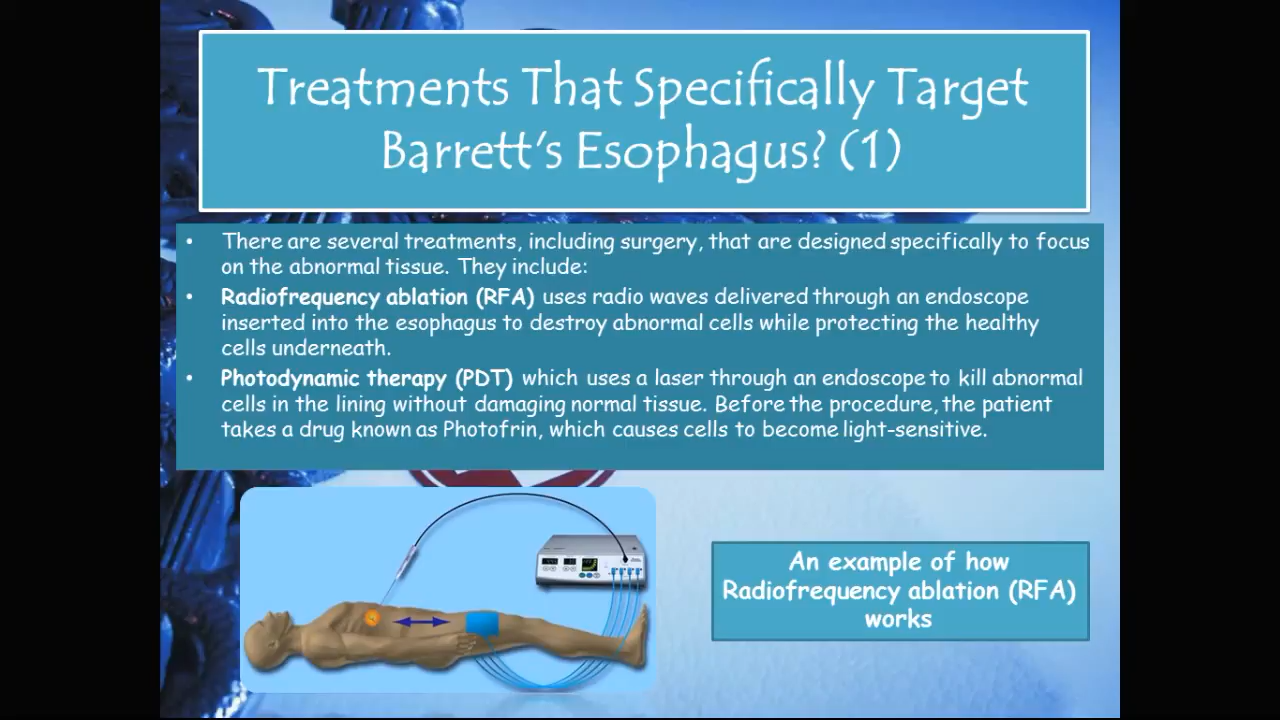 Treatments That Specifically Target
Barrett's Esophagus? (1)
• There are several treatments, including surgery, that are designed specifically to focus
on the abnormal tissue. They include:
• Radiofrequency ablation (RFA) uses radio waves delivered through an endoscope
inserted into the esophagus to destroy abnormal cells while protecting the healthy
cells underneath.
• Photodynamic therapy (PDT) which uses a laser through an endoscope to kill abnormal
cells in the lining without damaging normal tissue. Before the procedure, the patient
takes a drug known as Photofrin, which causes cells to become light-sensitive.
An example of how
Radiofrequency ablation (RFA)
works